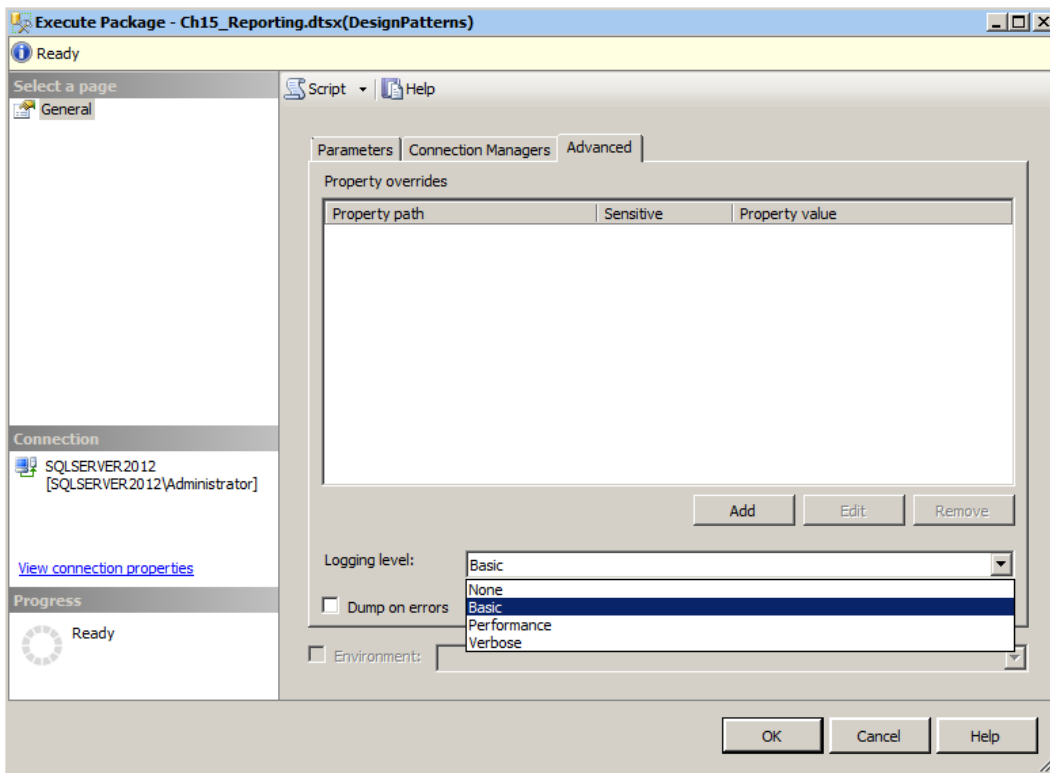 Execute Package - Ch15_Reporting.dtsx(DesignPatterns)
Ready
Select a page
General
Script Help
Parameters Connection Managers Advanced
Property overrides
Property path Sensitive Property value
Add Edit Remove
Logging level: Basic
None
Basic
Performance
Verbose
Dump on errors
Environment:
Connection
SQLSERVER2012
[SQLSERVER2012\Administrator]
View connection properties
Progress
Ready
OK Cancel Help